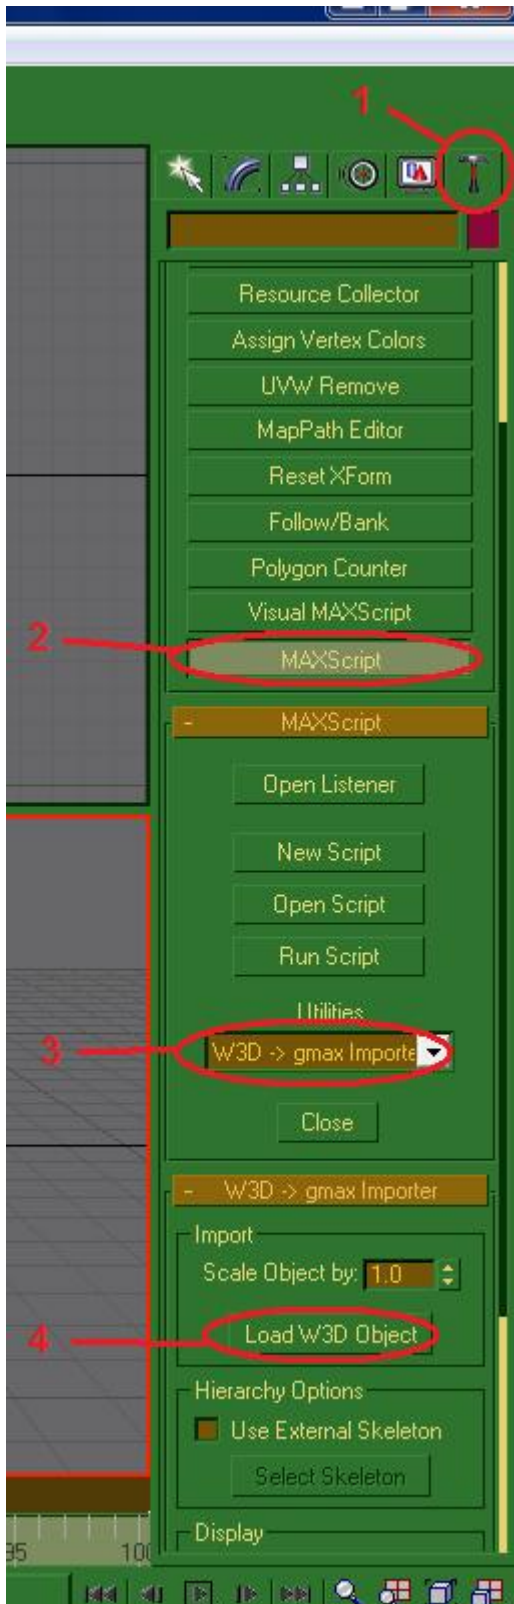 1
Resource Collector
Assign Vertex Colors
UVW Remove
MapPath Editor
Reset XForm
Follow/Bank
Polygon Counter
Visual MAXScript
2
MAXScript
- MAXScript
Open Listener
New Script
Open Script
Run Script
Utilities
3
W3D -> gmax Importe
Close
- W3D -> gmax Importer
Import
Scale Object by: 1.0
4
Load W3D Object
Hierarchy Options
Use External Skeleton
Select Skeleton
Display
95 100